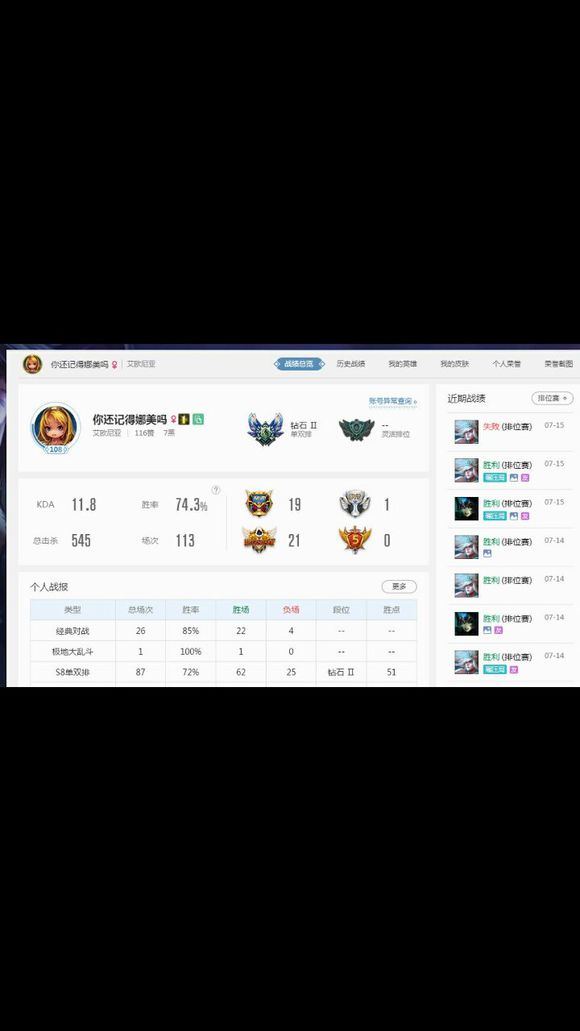 你还记得娜美吗 艾欧尼亚 战绩总览 历史战绩 我的英雄 我的皮肤 个人荣誉 荣誉截图
账号异常查询
你还记得娜美吗
艾欧尼亚 116赞 7黑
108
钻石 II
单双排
--
灵活排位
KDA 11.8 胜率 74.3% ? 19 1
总击杀 545 场次 113 21 5 0
个人战报 更多
类型 总场次 胜率 胜场 负场 段位 胜点
经典对战 26 85% 22 4 -- --
极地大乱斗 1 100% 1 0 -- --
S8单双排 87 72% 62 25 钻石 II 51
近期战绩 排位赛
失败 (排位赛) 07-15
胜利 (排位赛) 07-15
胜利 (排位赛) 07-15
胜利 (排位赛) 07-14
胜利 (排位赛) 07-14
胜利 (排位赛) 07-14
胜利 (排位赛) 07-14